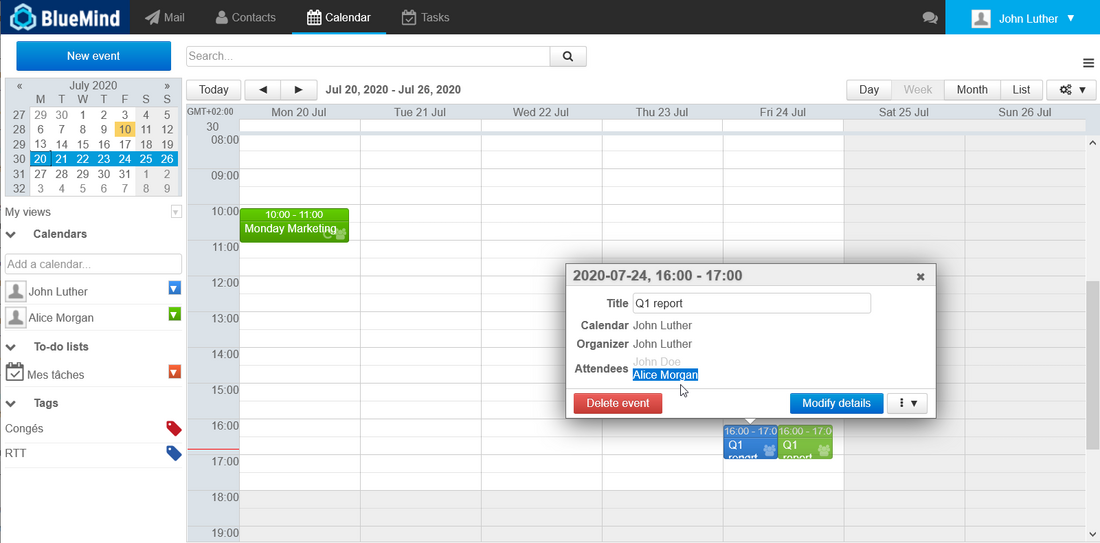 BlueMind Mail Contacts Calendar Tasks John Luther ▼
New event Search...
Today ◄ ► Jul 20, 2020 - Jul 26, 2020 Day Week Month List ▼
« July 2020 »
M T W T F S S
27 29 30 1 2 3 4 5
28 6 7 8 9 10 11 12
29 13 14 15 16 17 18 19
30 20 21 22 23 24 25 26
31 27 28 29 30 31 1 2
32 3 4 5 6 7 8 9
My views
Calendars
Add a calendar...
John Luther
Alice Morgan
To-do lists
Mes tâches
Tags
Congés
RTT
GMT+02:00 Mon 20 Jul Tue 21 Jul Wed 22 Jul Thu 23 Jul Fri 24 Jul Sat 25 Jul Sun 26 Jul
30
08:00
09:00
10:00
10:00 - 11:00
Monday Marketing
11:00
12:00
13:00
14:00
15:00
16:00
17:00
18:00
19:00
2020-07-24, 16:00 - 17:00 ×
Title Q1 report
Calendar John Luther
Organizer John Luther
Attendees John Doe
Alice Morgan
Delete event Modify details ▼
16:00 - 17:0 16:00 - 17:0
Q1 Q1
report report